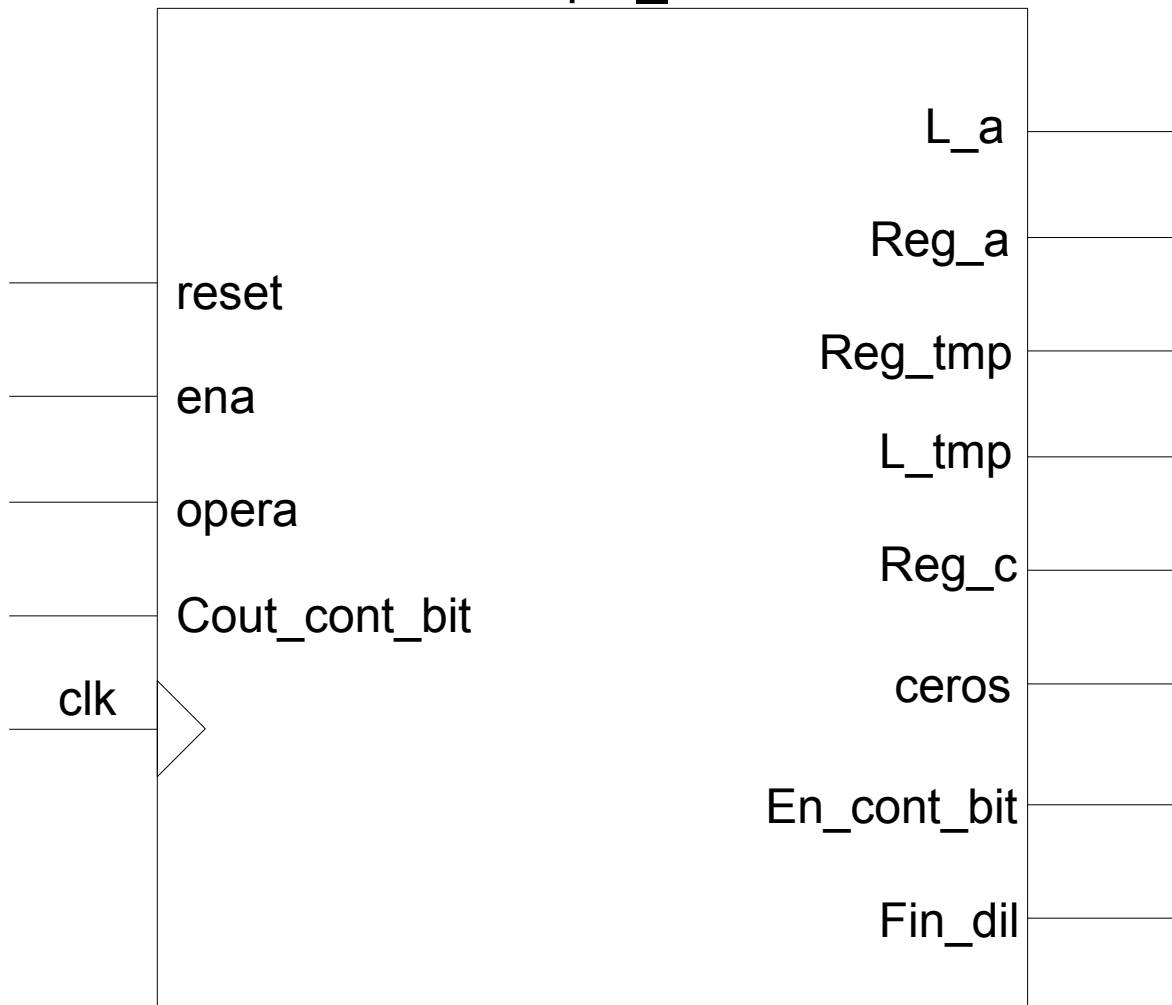 L_a
Reg_a
reset
Reg_tmp
ena
L_tmp
opera
Reg_c
Cout_cont_bit
clk
ceros
En_cont_bit
Fin_dil